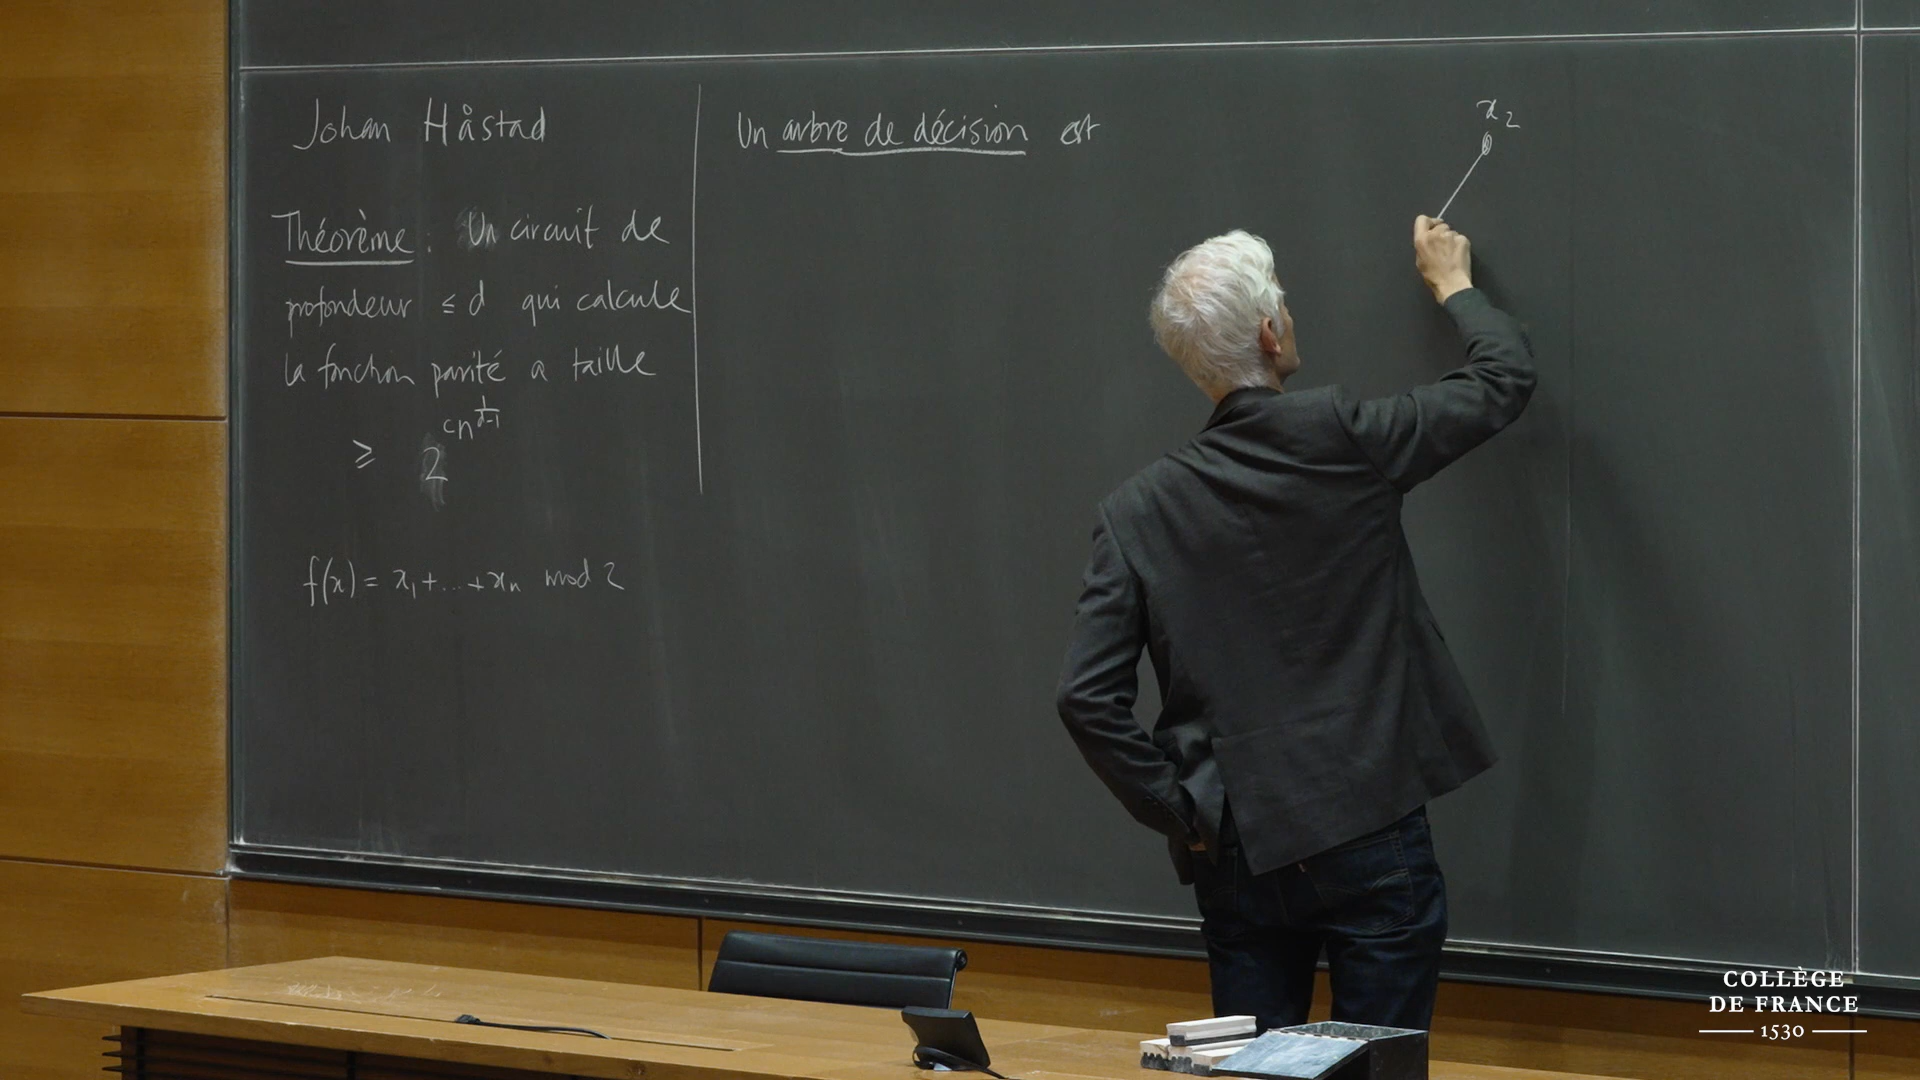 Johan Håstad
Théorème : Un circuit de
profondeur ≤ d qui calcule
la fonction parité a taille
≥ 2^{cn^{\frac{1}{d-1}}}
f(x) = x₁+...+xₙ mod 2
Un arbre de décision est
x₂
COLLÈGE
DE FRANCE
1530